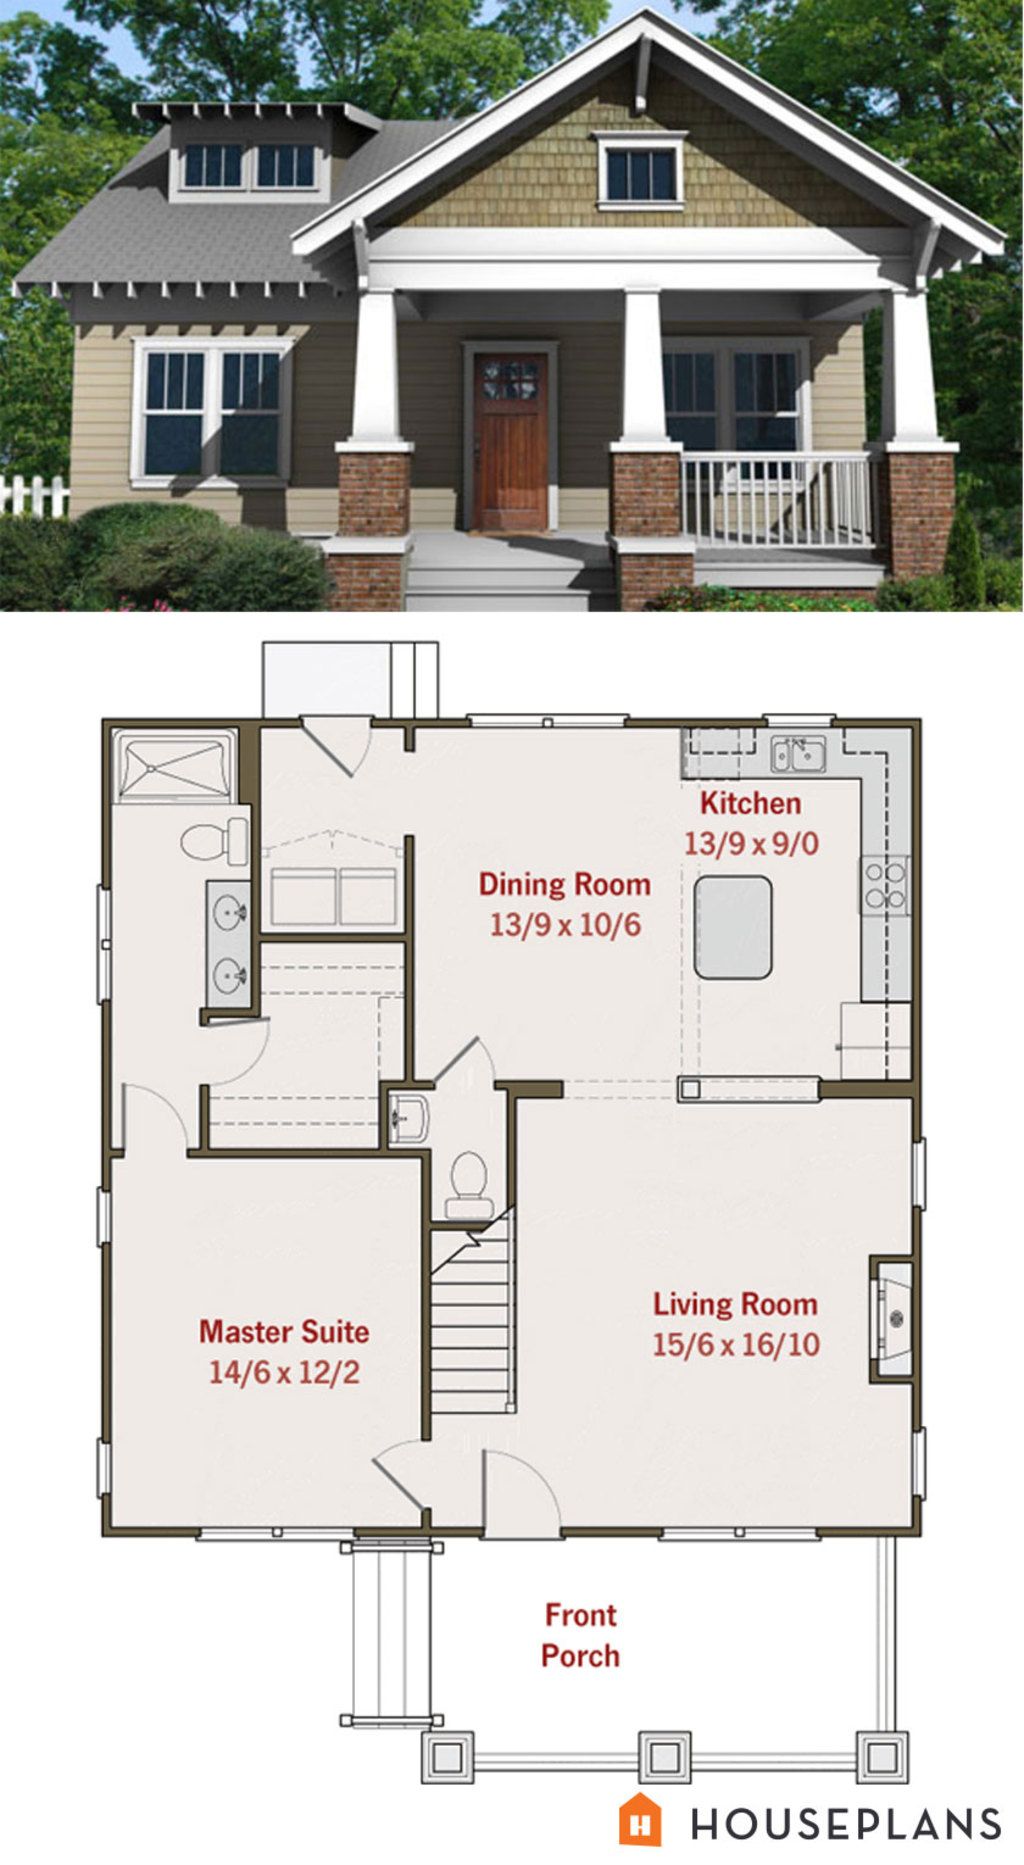 Kitchen
13/9 x 9/0
Dining Room
13/9 x 10/6
Living Room
15/6 x 16/10
Master Suite
14/6 x 12/2
Front
Porch
H HOUSEPLANS